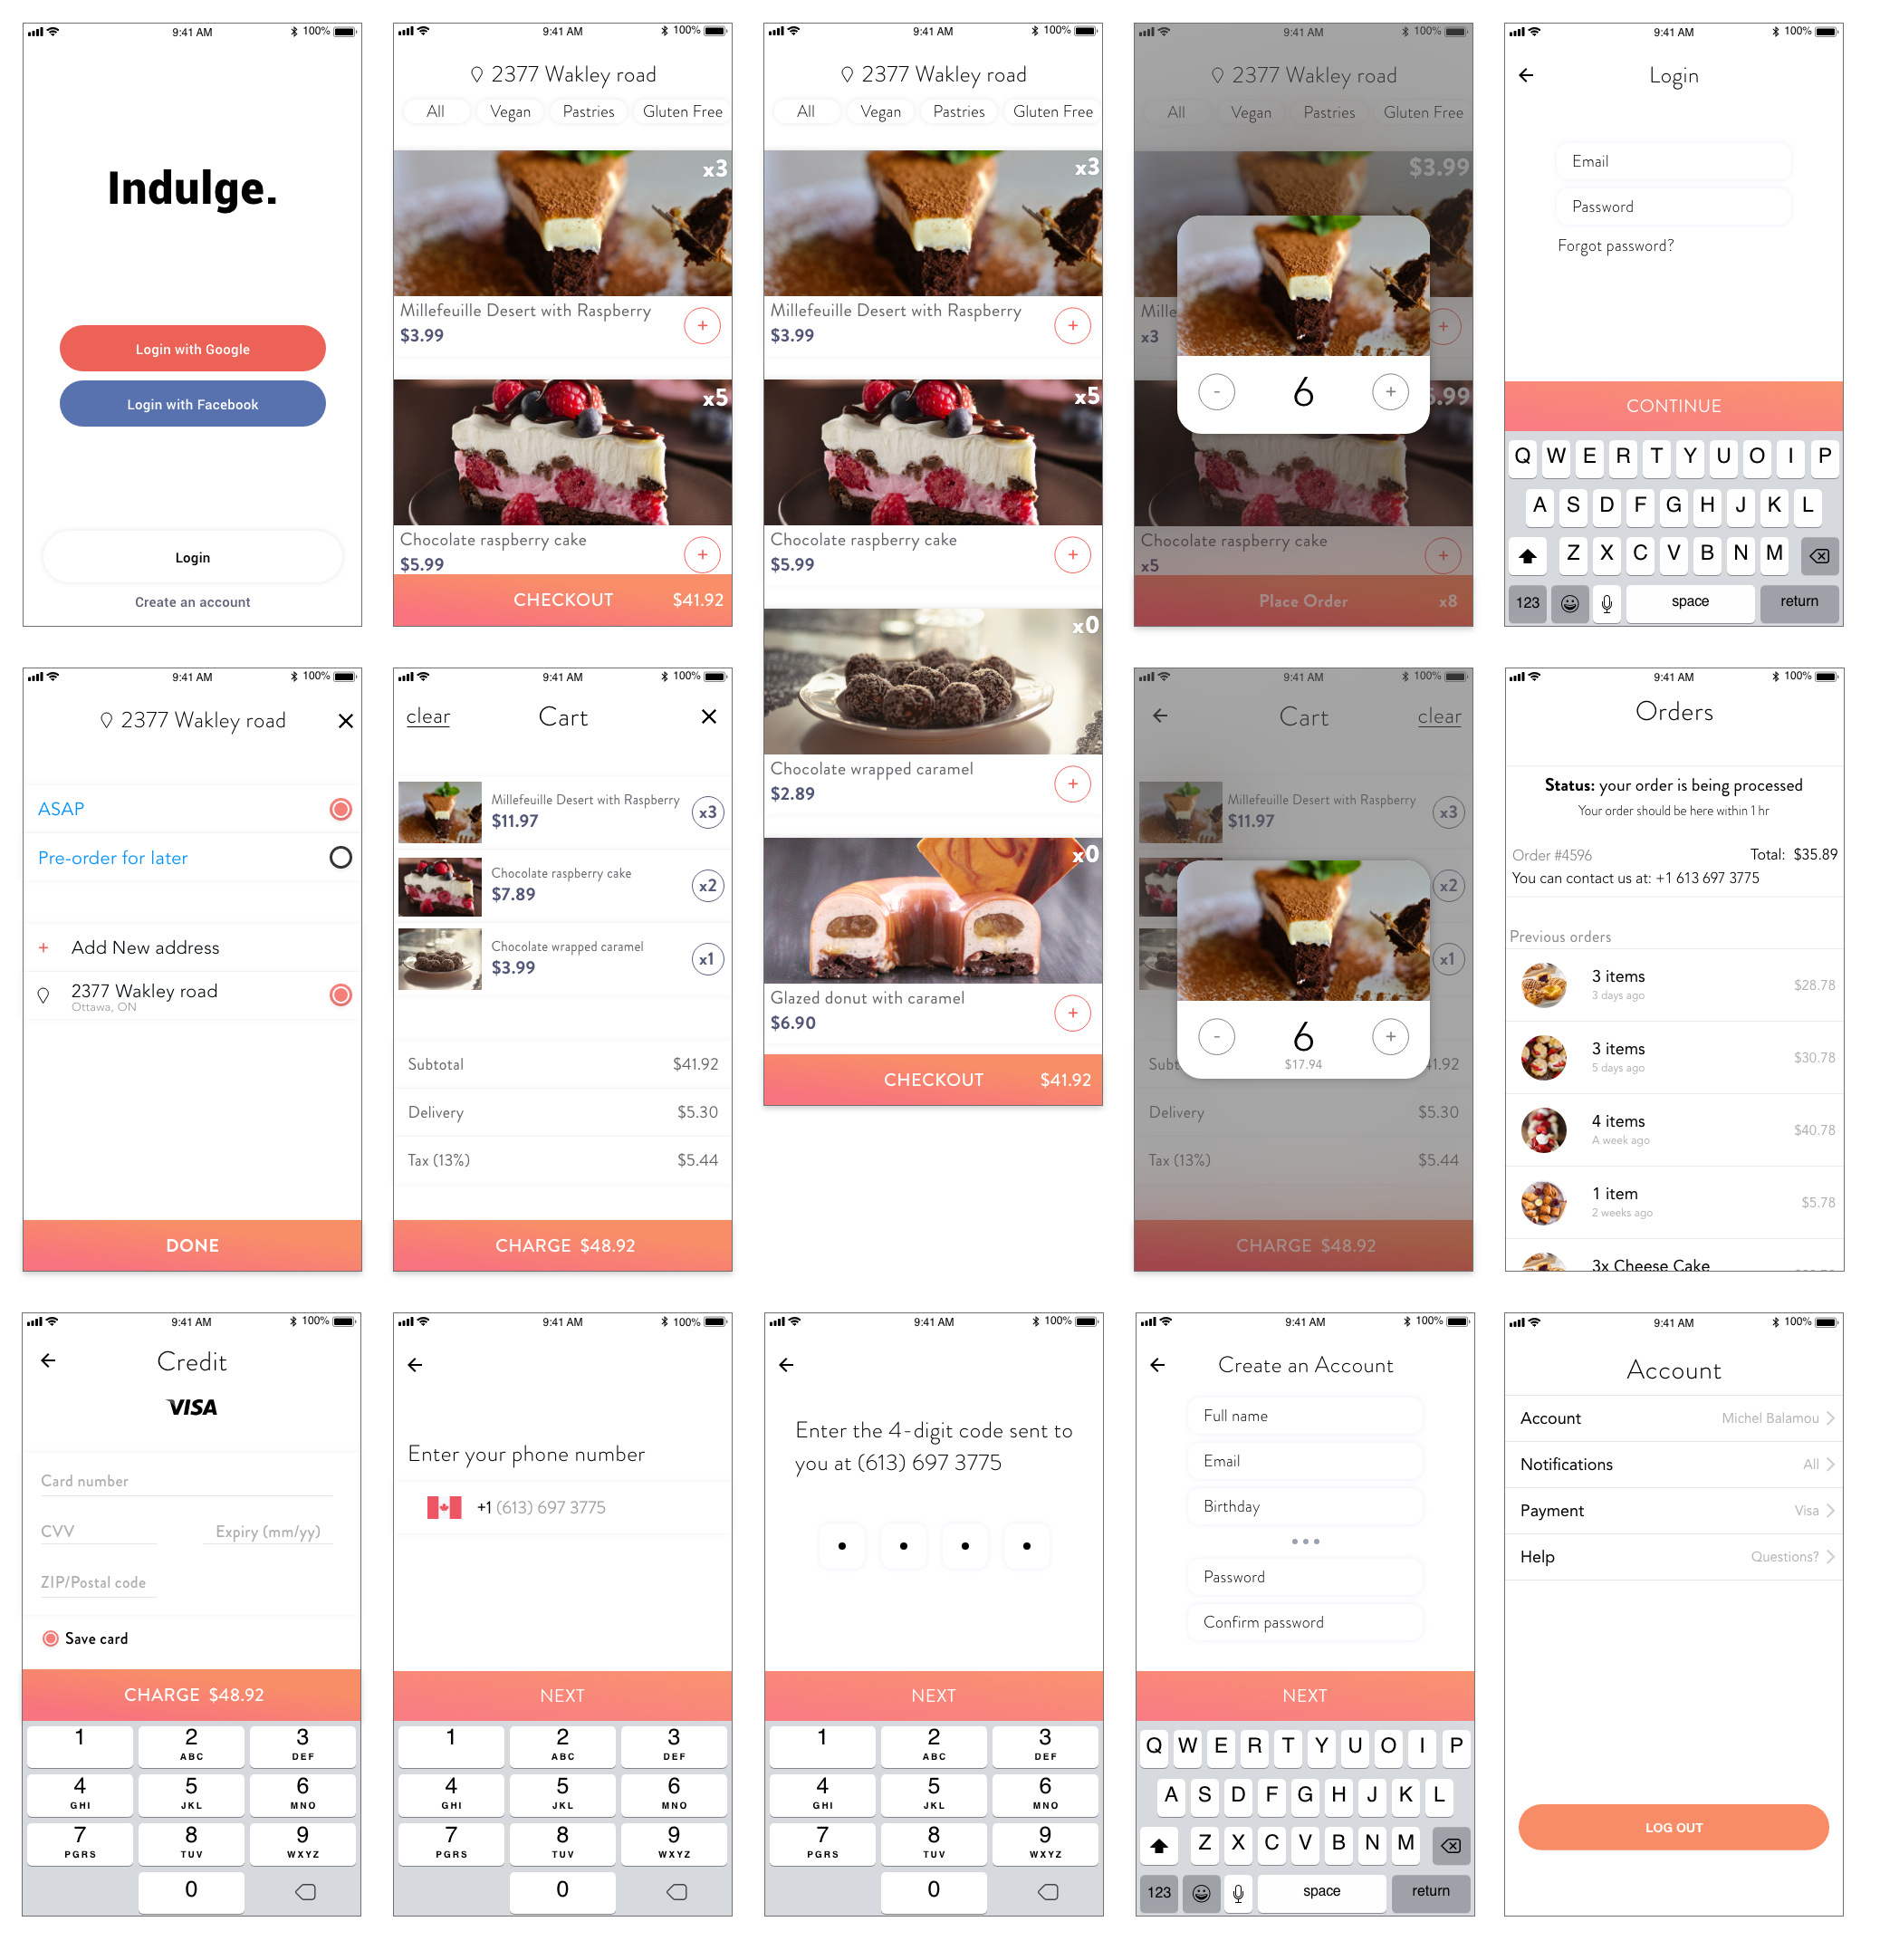 9:41 AM
100%
Indulge.
Login with Google
Login with Facebook
Login
Create an account
9:41 AM
100%
2377 Wakley road
All Vegan Pastries Gluten Free
x3
Millefeuille Desert with Raspberry
$3.99
+
x5
Chocolate raspberry cake
$5.99
+
CHECKOUT $41.92
9:41 AM
100%
2377 Wakley road
All Vegan Pastries Gluten Free
x3
Millefeuille Desert with Raspberry
$3.99
+
x5
Chocolate raspberry cake
$5.99
+
x0
Chocolate wrapped caramel
$2.89
+
x0
Glazed donut with caramel
$6.90
+
CHECKOUT $41.92
9:41 AM
100%
2377 Wakley road
All Vegan Pastries Gluten Free
$3.99
Mille
x3
+
- 6 +
5.99
Chocolate raspberry cake
x5
+
Place Order x8
9:41 AM
100%
Login
Email
Password
Forgot password?
CONTINUE
Q W E R T Y U O I P
A S D F G H J K L
Z X C V B N M
123 space return
9:41 AM
100%
2377 Wakley road
ASAP
Pre-order for later
+ Add New address
2377 Wakley road
Ottawa, ON
DONE
9:41 AM
100%
clear Cart
Millefeuille Desert with Raspberry
$11.97
x3
Chocolate raspberry cake
$7.89
x2
Chocolate wrapped caramel
$3.99
x1
Subtotal $41.92
Delivery $5.30
Tax (13%) $5.44
CHARGE $48.92
9:41 AM
100%
Cart clear
Millefeuille Desert with Raspberry
$11.97
x3
x2
x1
- 6 +
$17.94
Subt 41.92
Delivery $5.30
Tax (13%) $5.44
CHARGE $48.92
9:41 AM
100%
Orders
Status: your order is being processed
Your order should be here within 1 hr
Order #4596 Total: $35.89
You can contact us at: +1 613 697 3775
Previous orders
3 items
3 days ago
$28.78
3 items
5 days ago
$30.78
4 items
A week ago
$40.78
1 item
2 weeks ago
$5.78
3x Cheese Cake
9:41 AM
100%
Credit
VISA
Card number
CVV Expiry (mm/yy)
ZIP/Postal code
Save card
CHARGE $48.92
1 2 3
ABC DEF
4 5 6
GHI JKL MNO
7 8 9
PGRS TUV WXYZ
0
9:41 AM
100%
Enter your phone number
+1 (613) 697 3775
NEXT
1 2 3
ABC DEF
4 5 6
GHI JKL MNO
7 8 9
PGRS TUV WXYZ
0
9:41 AM
100%
Enter the 4-digit code sent to
you at (613) 697 3775
NEXT
1 2 3
ABC DEF
4 5 6
GHI JKL MNO
7 8 9
PGRS TUV WXYZ
0
9:41 AM
100%
Create an Account
Full name
Email
Birthday
Password
Confirm password
NEXT
Q W E R T Y U O I P
A S D F G H J K L
Z X C V B N M
123 space return
9:41 AM
100%
Account
Account Michel Balamou
Notifications All
Payment Visa
Help Questions?
LOG OUT